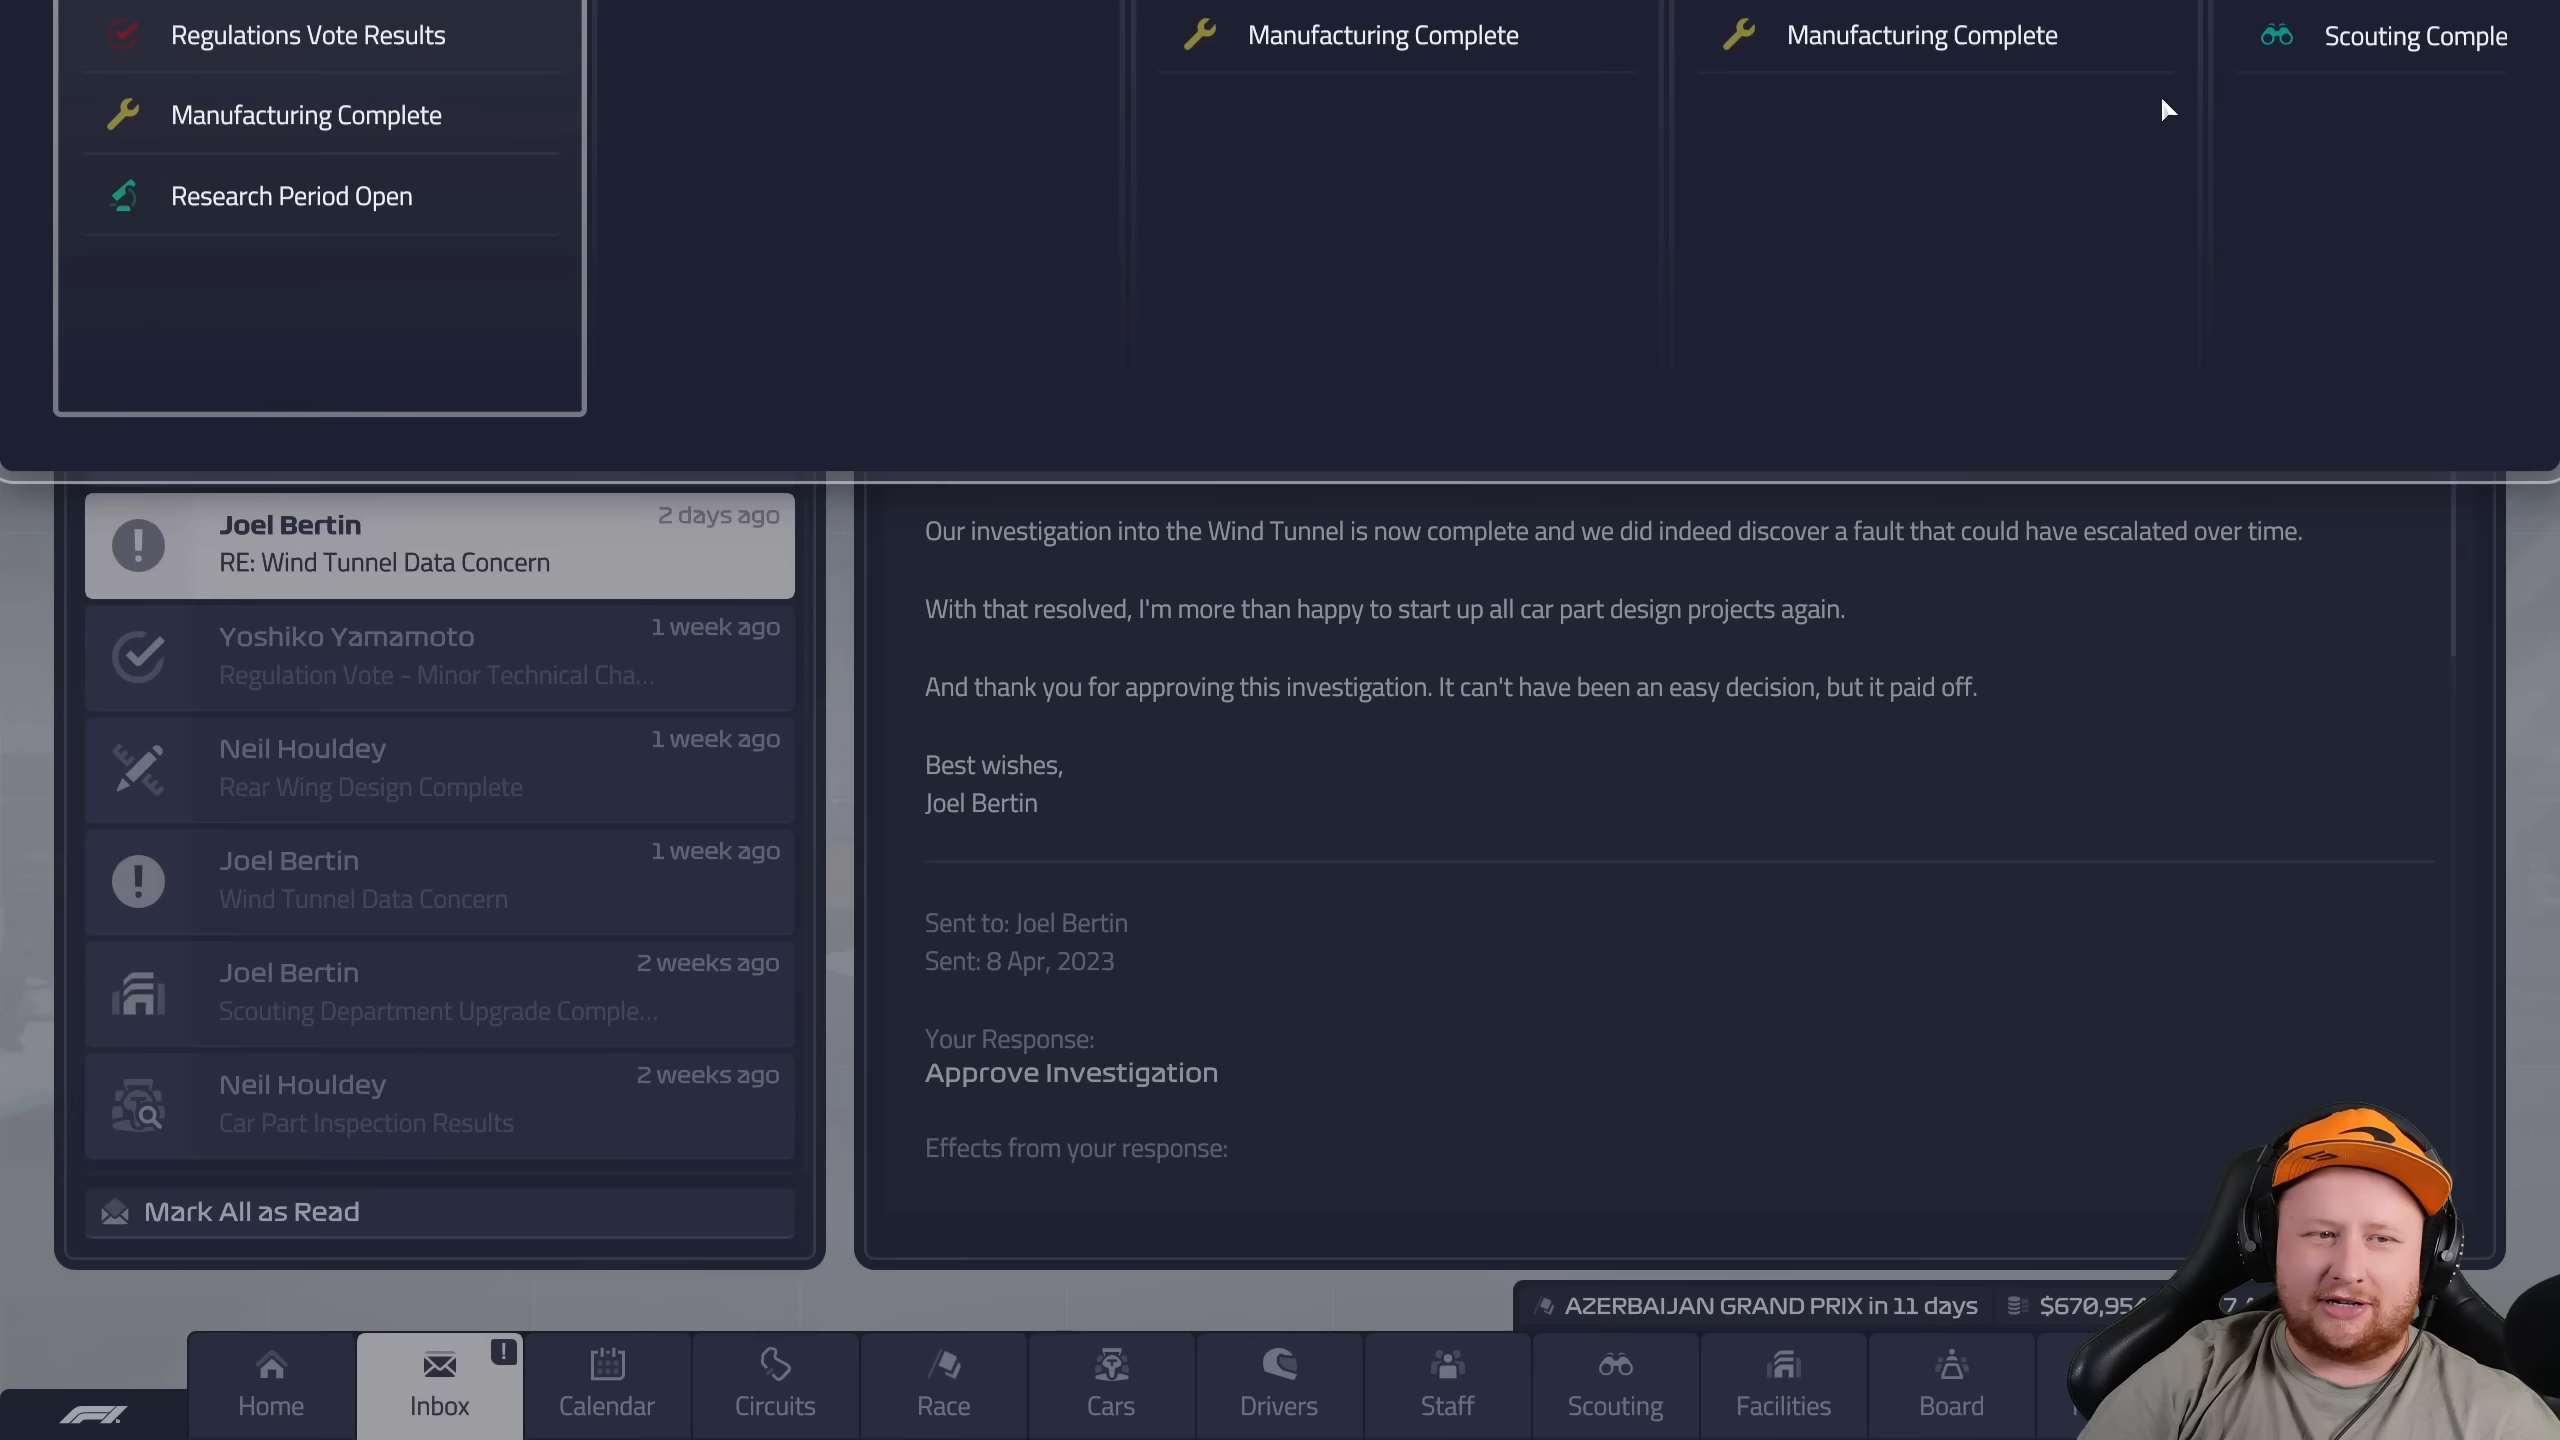 Regulations Vote Results
Manufacturing Complete
Research Period Open
Manufacturing Complete
Manufacturing Complete
Scouting Comple
Joel Bertin
2 days ago
RE: Wind Tunnel Data Concern
Yoshiko Yamamoto
1 week ago
Regulation Vote - Minor Technical Cha...
Neil Houldey
1 week ago
Rear Wing Design Complete
Joel Bertin
1 week ago
Wind Tunnel Data Concern
Joel Bertin
2 weeks ago
Scouting Department Upgrade Comple...
Neil Houldey
2 weeks ago
Car Part Inspection Results
Mark All as Read
Our investigation into the Wind Tunnel is now complete and we did indeed discover a fault that could have escalated over time.
With that resolved, I'm more than happy to start up all car part design projects again.
And thank you for approving this investigation. It can't have been an easy decision, but it paid off.
Best wishes,
Joel Bertin
Sent to: Joel Bertin
Sent: 8 Apr, 2023
Your Response:
Approve Investigation
Effects from your response:
AZERBAIJAN GRAND PRIX in 11 days
$670,954
F1
Home
Inbox
Calendar
Circuits
Race
Cars
Drivers
Staff
Scouting
Facilities
Board